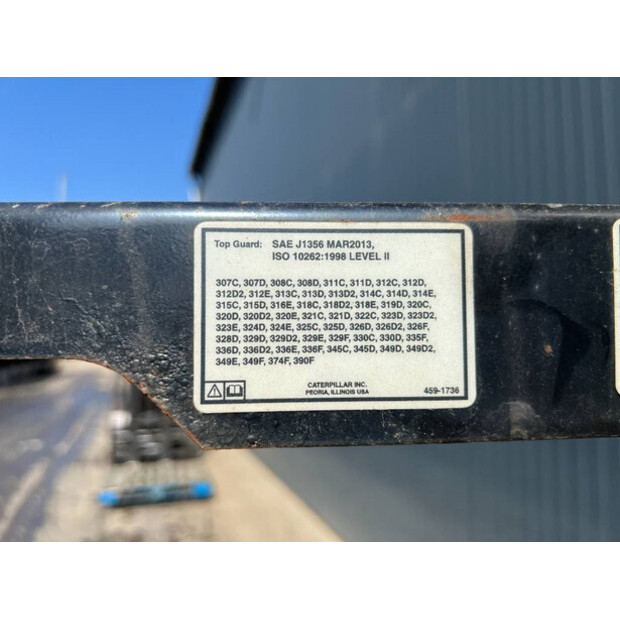 Top Guard: SAE J1356 MAR2013,
ISO 10262:1998 LEVEL II
307C, 307D, 308C, 308D, 311C, 311D, 312C, 312D,
312D2, 312E, 313C, 313D, 313D2, 314C, 314D, 314E,
315C, 315D, 316E, 318C, 318D2, 318E, 319D, 320C,
320D, 320D2, 320E, 321C, 321D, 322C, 323D, 323D2,
323E, 324D, 324E, 325C, 325D, 326D, 326D2, 326F,
328D, 329D, 329D2, 329E, 329F, 330C, 330D, 335F,
336D, 336D2, 336E, 336F, 345C, 345D, 349D, 349D2,
349E, 349F, 374F, 390F
CATERPILLAR INC.
PEORIA, ILLINOIS USA
459-1736